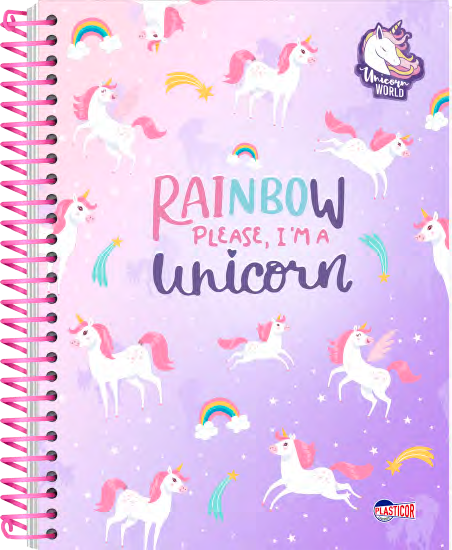 Unicorn
WORLD
RAINBOW
PLEASE, I'M A
unicorn
PLASTICOR